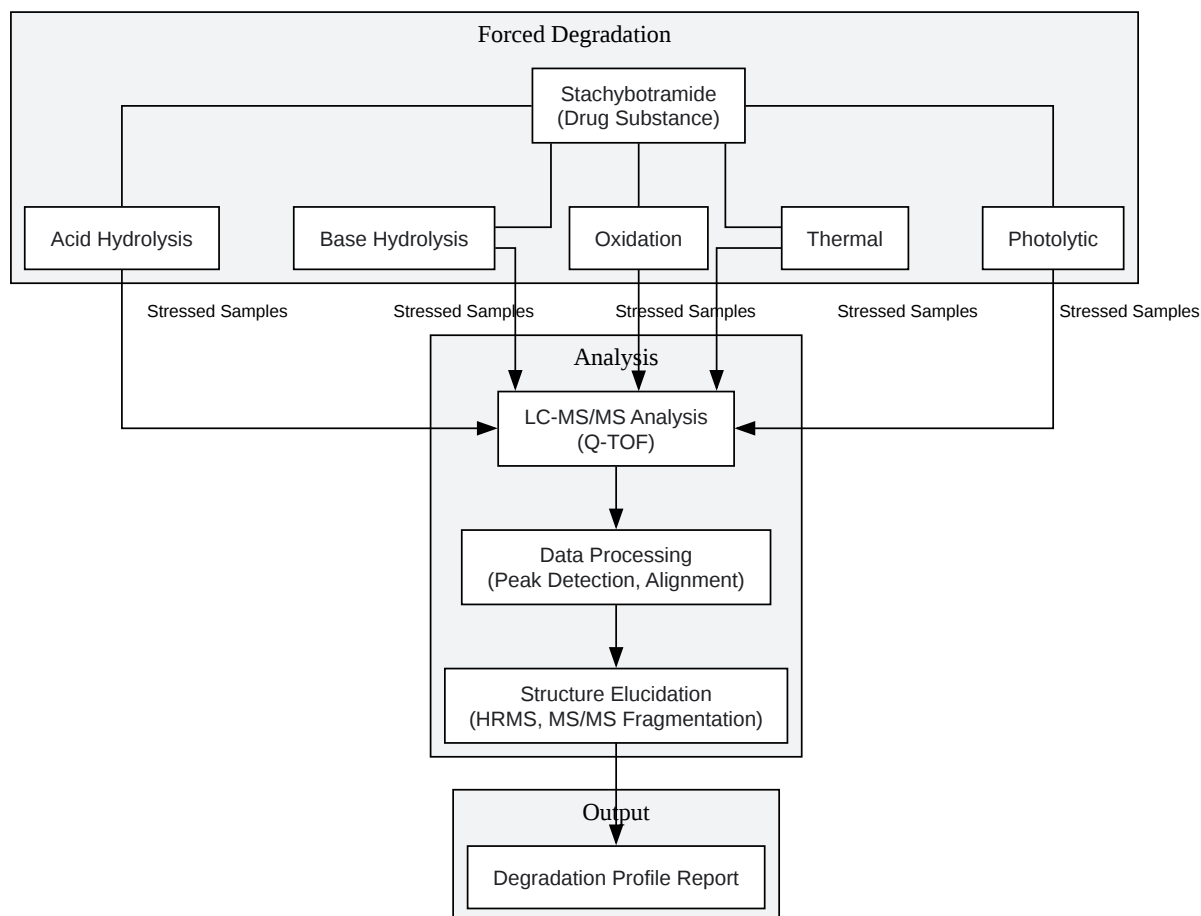 Forced Degradation
Stachybotramide
(Drug Substance)
Acid Hydrolysis
Base Hydrolysis
Oxidation
Thermal
Photolytic
Stressed Samples
Stressed Samples
Stressed Samples
Stressed Samples
Stressed Samples
Analysis
LC-MS/MS Analysis
(Q-TOF)
Data Processing
(Peak Detection, Alignment)
Structure Elucidation
(HRMS, MS/MS Fragmentation)
Output
Degradation Profile Report